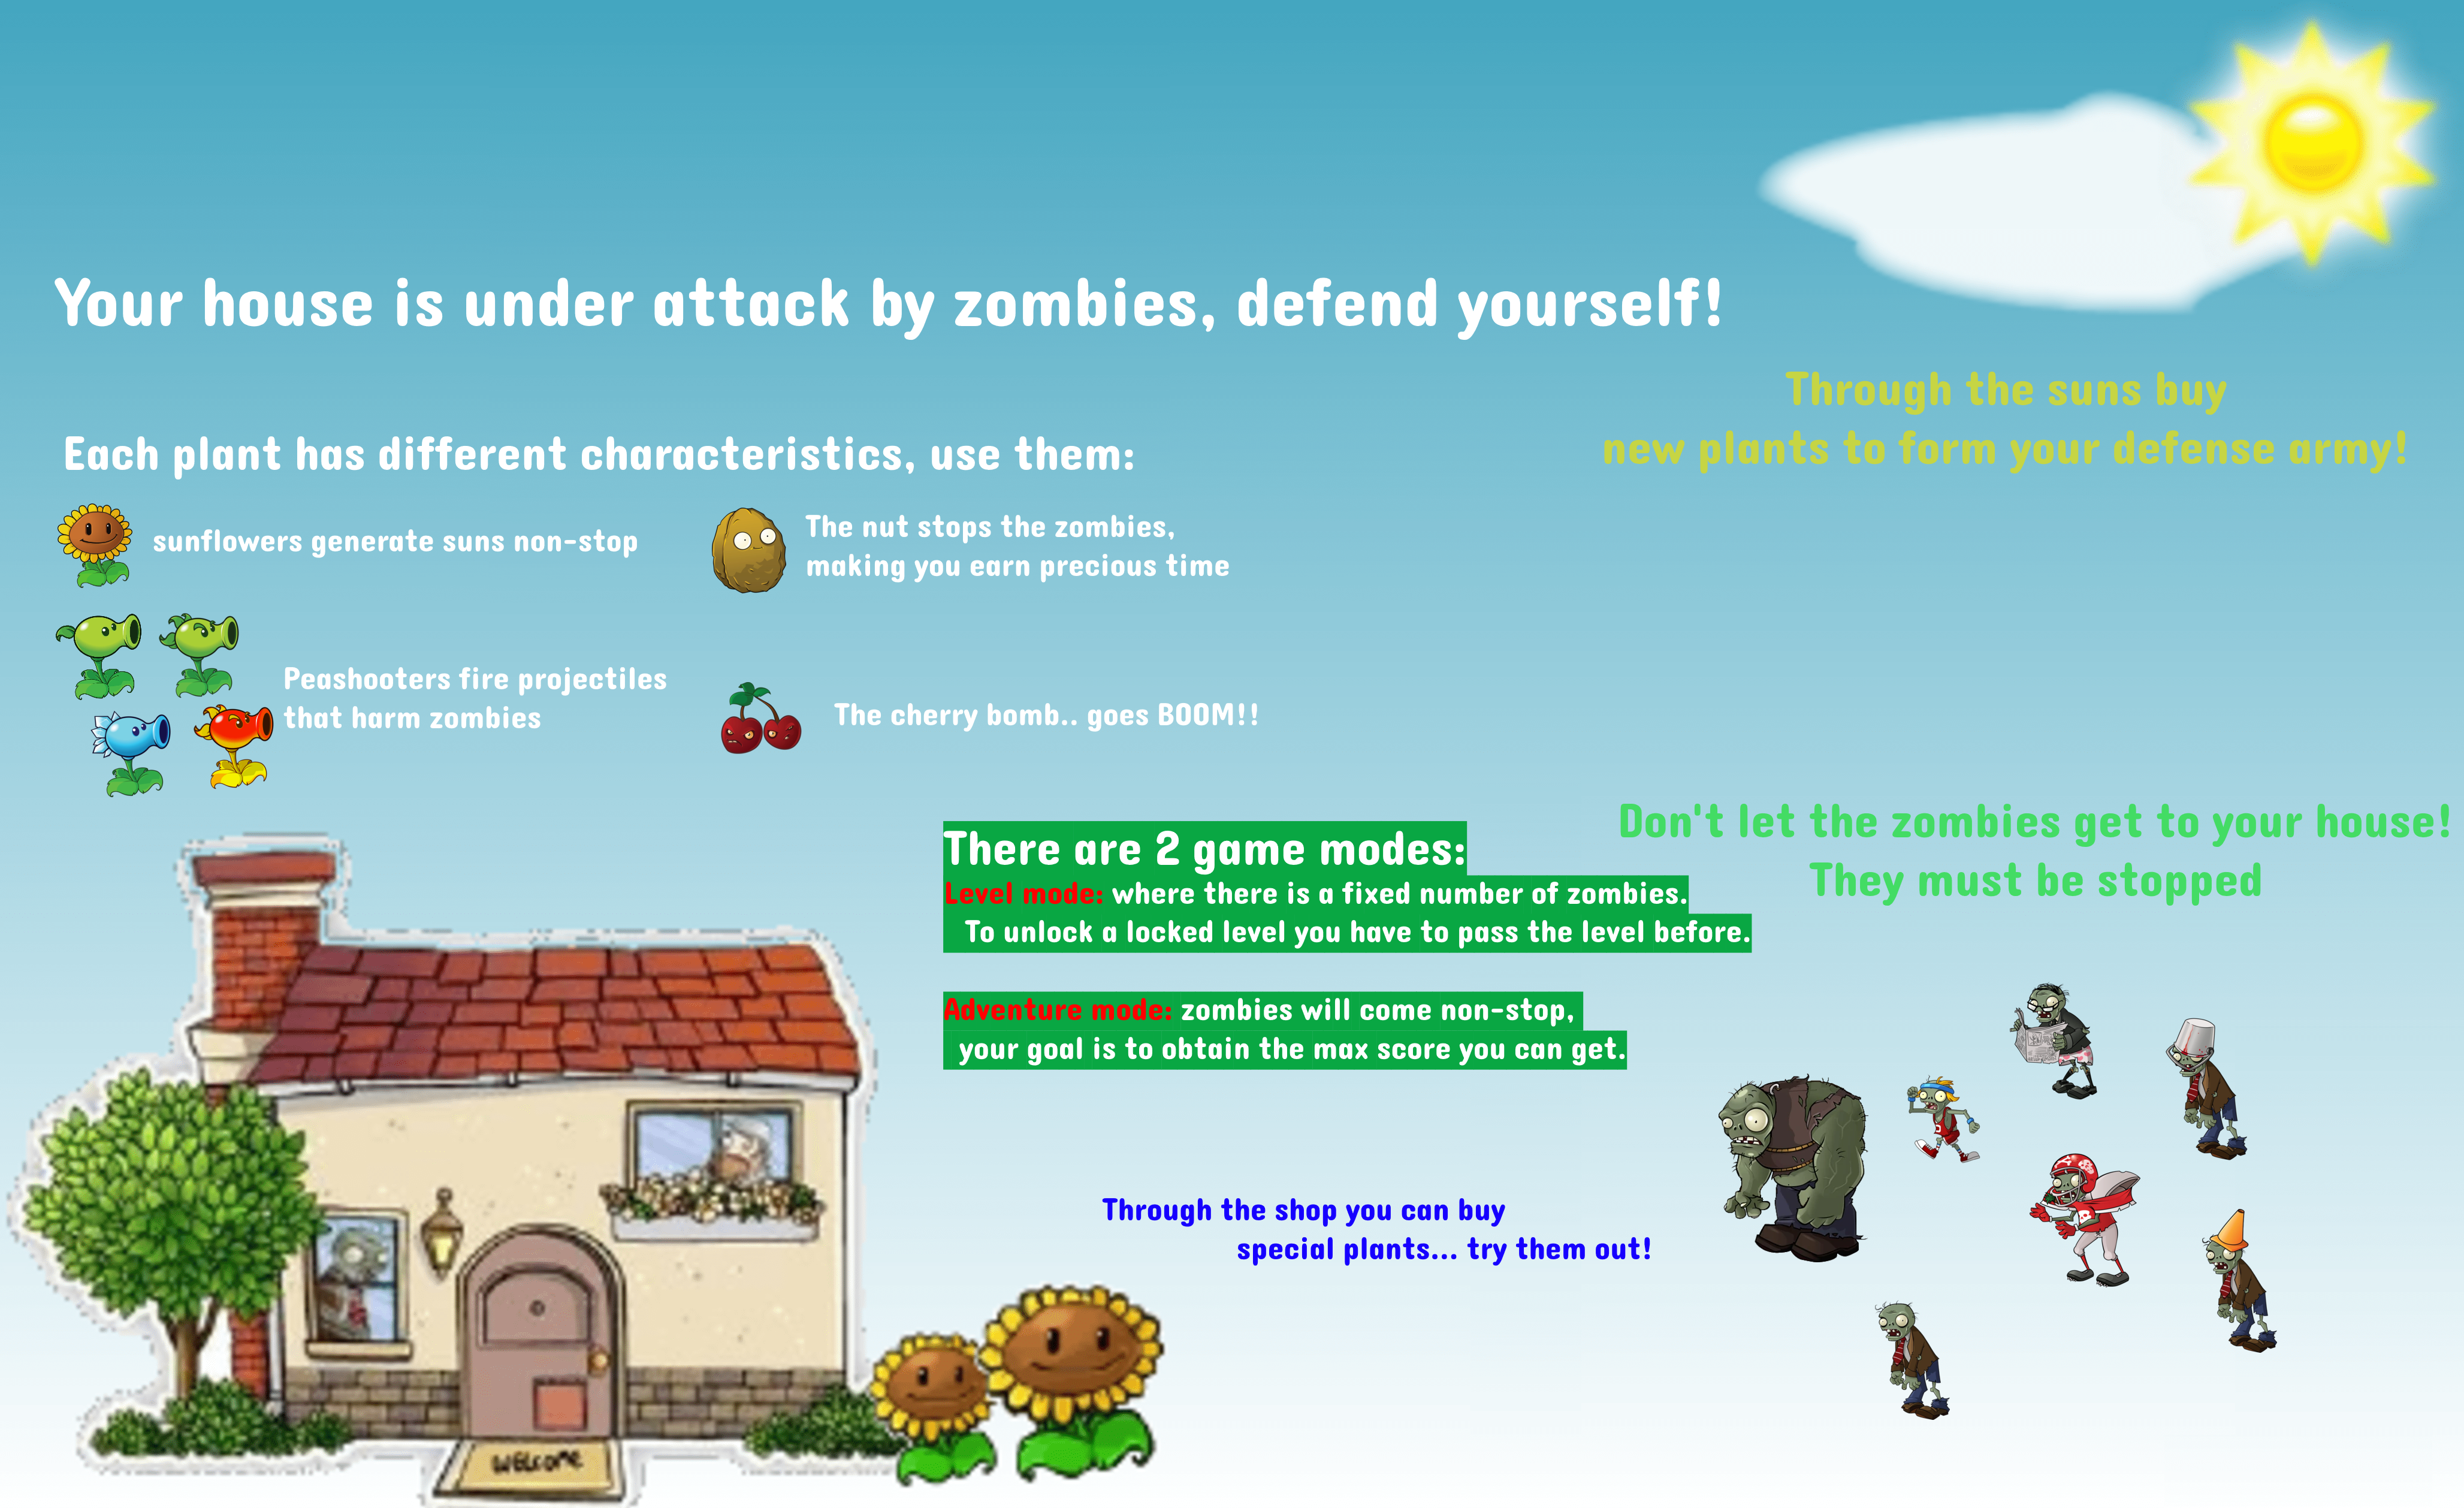 Your house is under attack by zombies, defend yourself!
Through the suns buy
new plants to form your defense army!
Each plant has different characteristics, use them:
sunflowers generate suns non-stop
The nut stops the zombies,
making you earn precious time
Peashooters fire projectiles
that harm zombies
The cherry bomb.. goes BOOM!!
There are 2 game modes:
Level mode: where there is a fixed number of zombies.
To unlock a locked level you have to pass the level before.
Adventure mode: zombies will come non-stop,
your goal is to obtain the max score you can get.
Don't let the zombies get to your house!
They must be stopped
Through the shop you can buy
special plants... try them out!
WELCOME